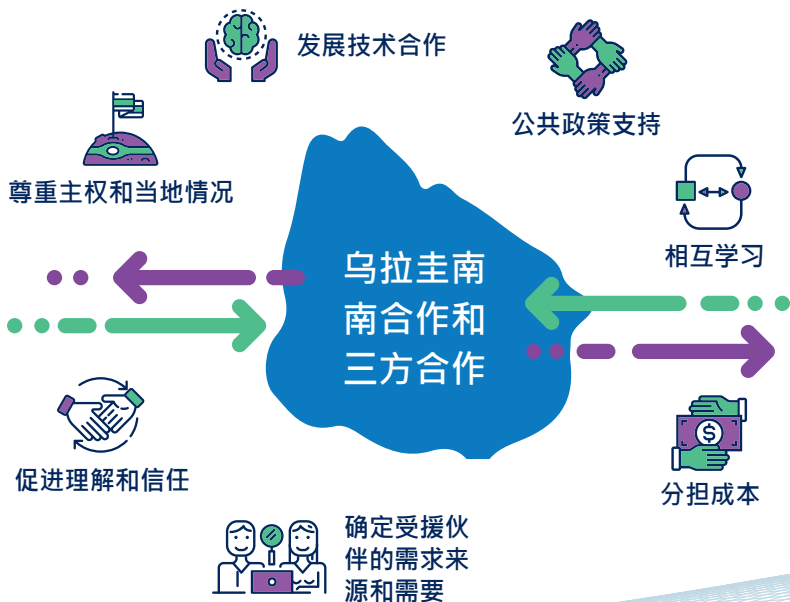 发展技术合作
公共政策支持
尊重主权和当地情况
相互学习
乌拉圭南
南合作和
三方合作
促进理解和信任
分担成本
确定受援伙
伴的需求来
源和需要
$